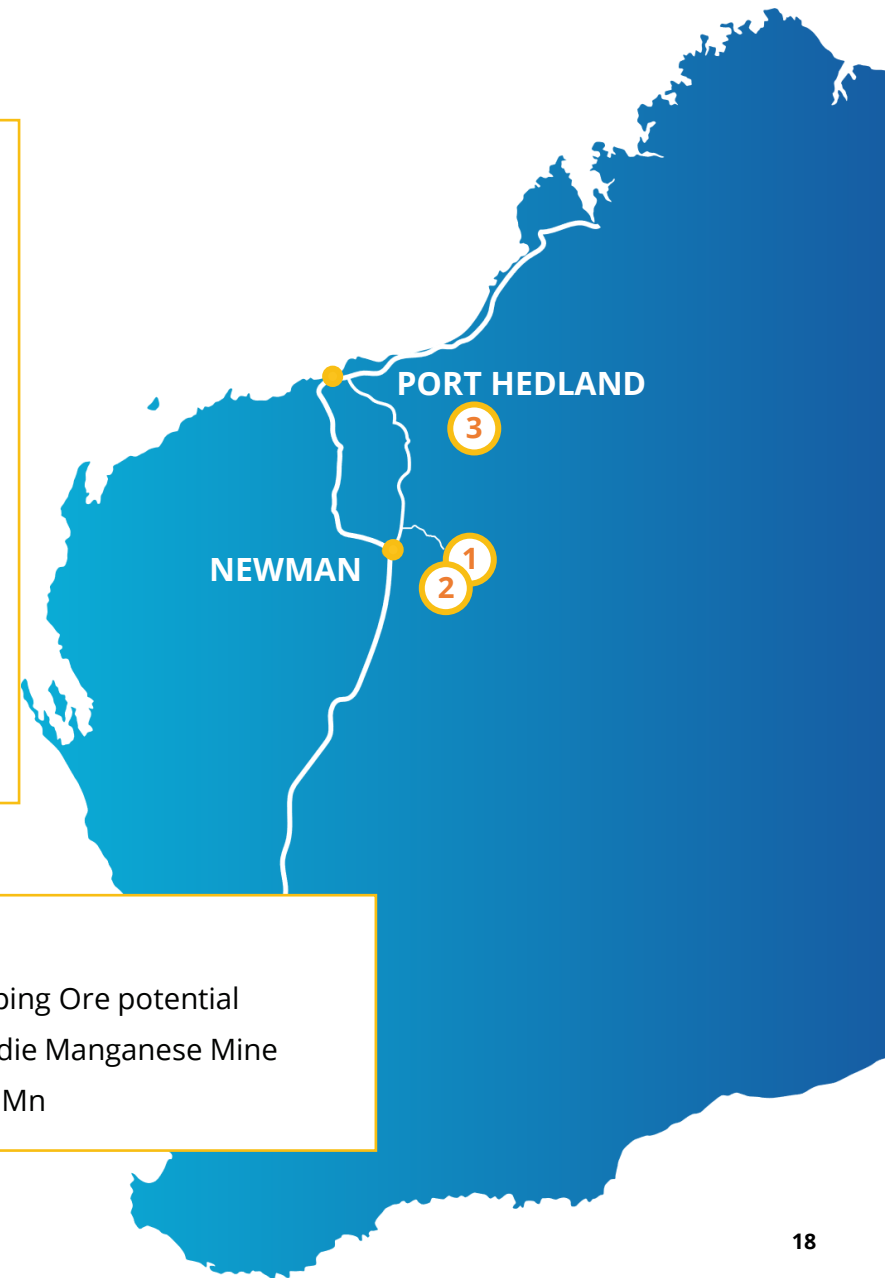 PORT HEDLAND
3
NEWMAN
1
2
ping Ore potential
die Manganese Mine
Mn
18